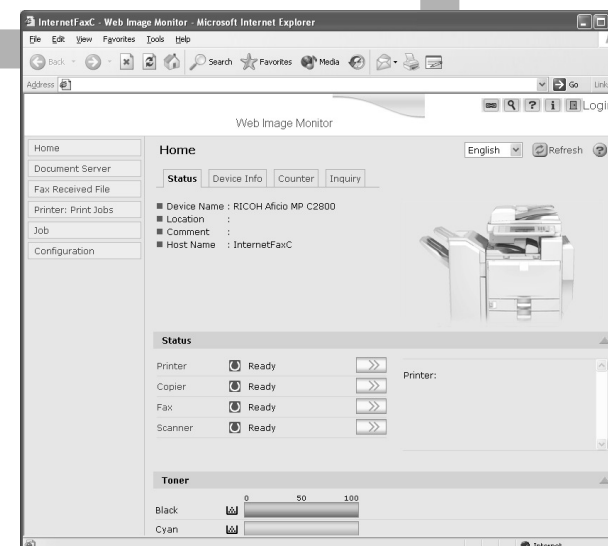 InternetFaxC - Web Image Monitor - Microsoft Internet Explorer
File Edit View Favorites Tools Help
Back Search Favorites Media
Address Go Links
Web Image Monitor
? i Login
Home
Document Server
Fax Received File
Printer: Print Jobs
Job
Configuration
Home
English Refresh ?
Status Device Info Counter Inquiry
Device Name : RICOH Aficio MP C2800
Location :
Comment :
Host Name : InternetFaxC
Status
Printer Ready
Copier Ready
Fax Ready
Scanner Ready
Printer:
Toner
0 50 100
Black
Cyan
Internet